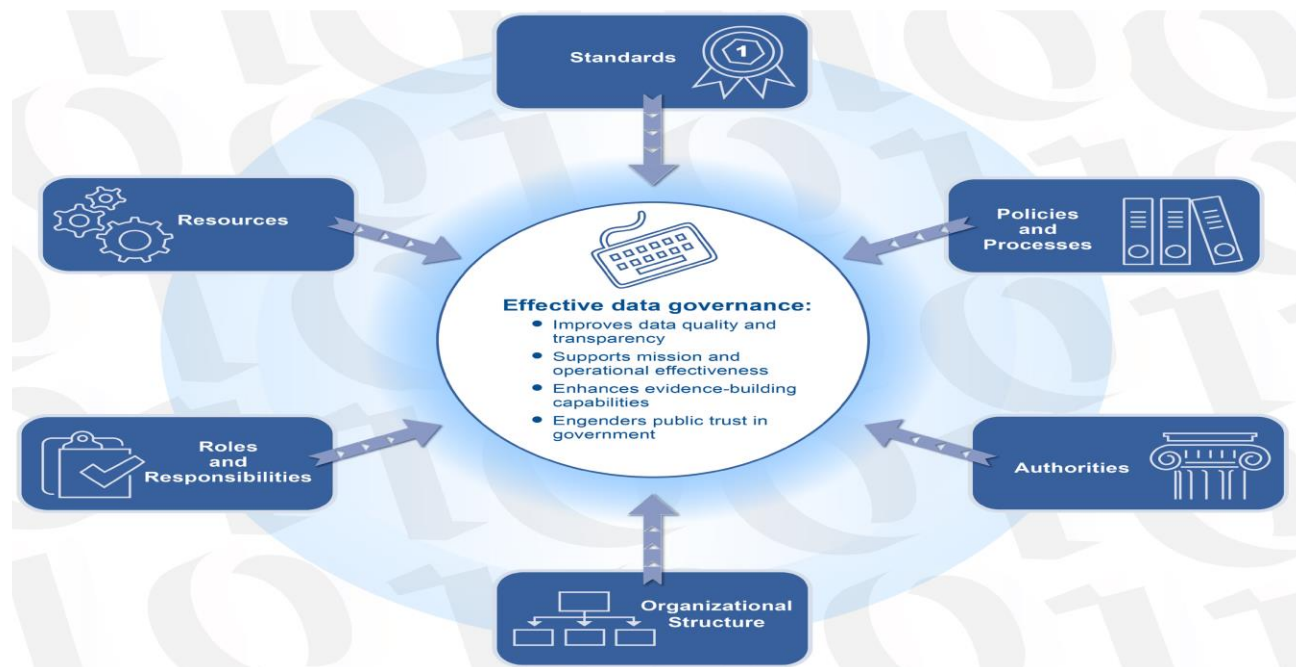 Standards
1
Resources
Policies
and
Processes
Effective data governance:
● Improves data quality and
transparency
● Supports mission and
operational effectiveness
● Enhances evidence-building
capabilities
● Engenders public trust in
government
Roles
and
Responsibilities
Authorities
Organizational
Structure